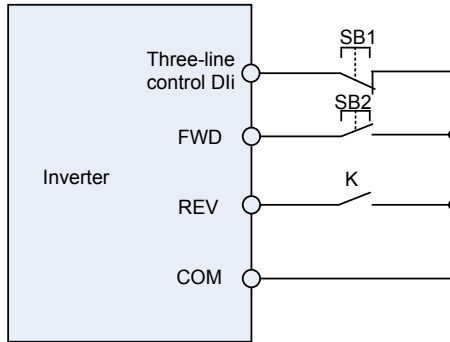 SB1
Three-line
control DIi
SB2
FWD
Inverter
K
REV
COM